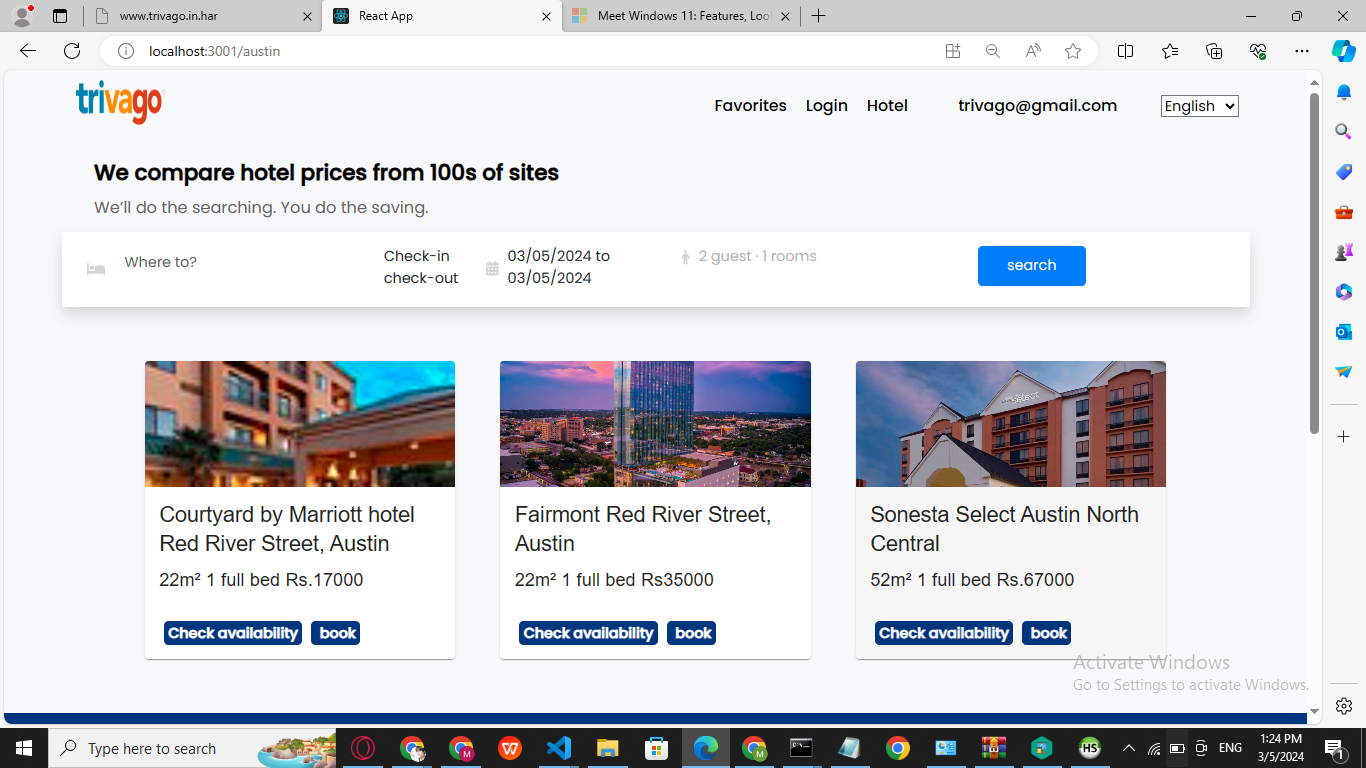 www.trivago.in.har
React App
Meet Windows 11: Features, Loo
localhost:3001/austin
trivago
Favorites Login Hotel trivago@gmail.com English
We compare hotel prices from 100s of sites
We'll do the searching. You do the saving.
Where to?
Check-in
check-out
03/05/2024 to
03/05/2024
2 guest · 1 rooms
search
Select
Courtyard by Marriott hotel
Red River Street, Austin
22m² 1 full bed Rs.17000
Check availability book
Fairmont Red River Street,
Austin
22m² 1 full bed Rs35000
Check availability book
Sonesta Select Austin North
Central
52m² 1 full bed Rs.67000
Check availability book
Activate Windows
Go to Settings to activate Windows.
Type here to search
M
M
HS
ENG
1:24 PM
3/5/2024
1